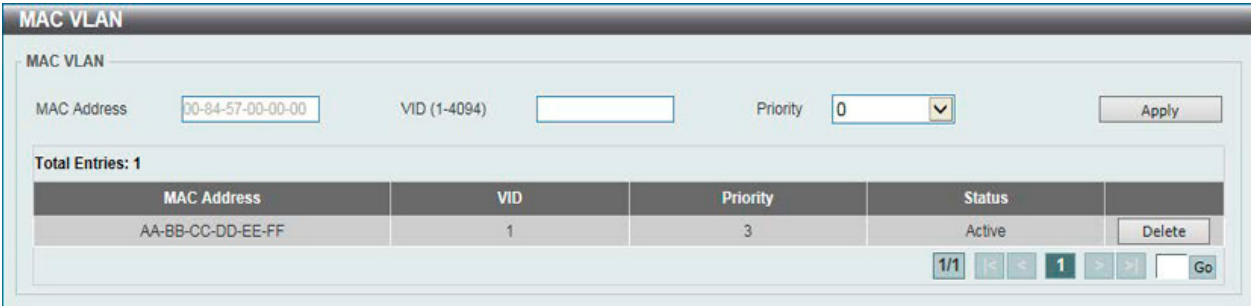 MAC VLAN
MAC VLAN
MAC Address 00-84-57-00-00-00 VID (1-4094) Priority 0 Apply
Total Entries: 1
MAC Address VID Priority Status
AA-BB-CC-DD-EE-FF 1 3 Active Delete
1/1 |< < 1 > >| Go